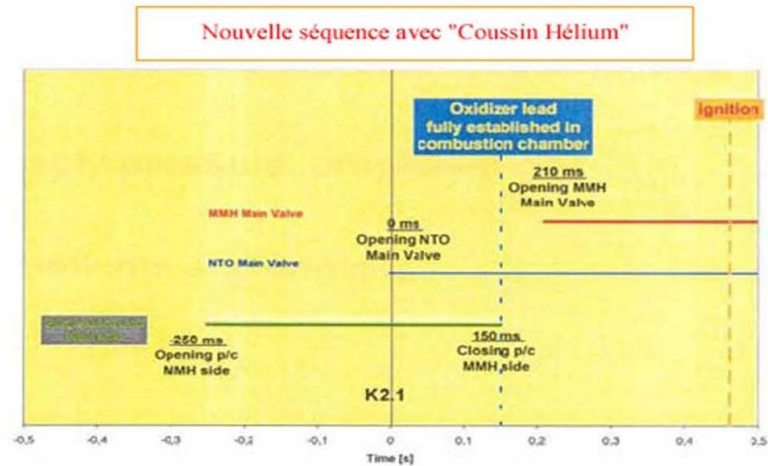 Nouvelle séquence avec "Coussin Hélium"
Oxidizer lead
fully established in
combustion chamber
ignition
210 ms
Opening MMH
Main Valve
MMH Main Valve
0 ms
Opening NTO
Main Valve
NTO Main Valve
-250 ms
Opening p/c
MMH side
150 ms
Closing p/c
MMH side
K2.1
-0,5 -0,4 -0,3 -0,2 -0,1 0 0,1 0,2 0,3 0,4 0,5
Time [s]